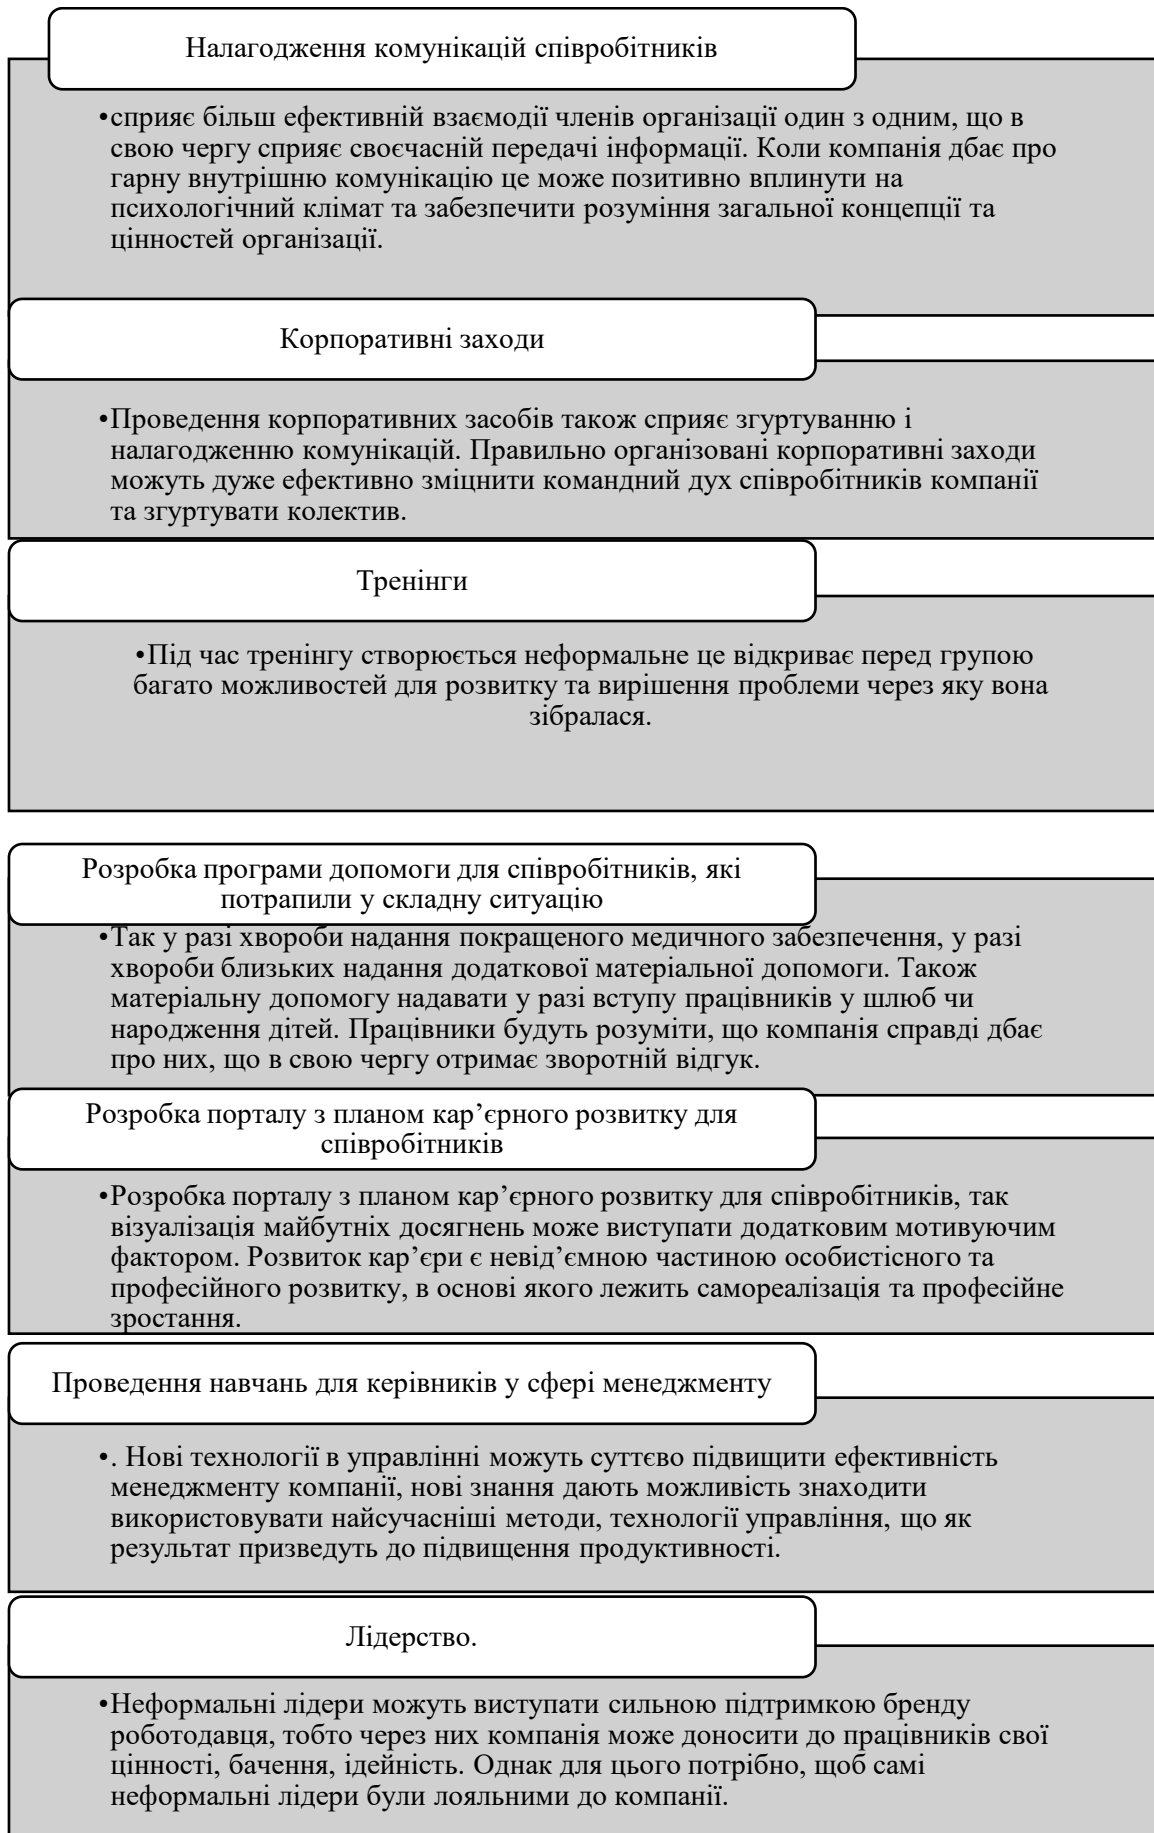 Налагодження комунікацій співробітників
•сприяє більш ефективній взаємодії членів організації один з одним, що в
свою чергу сприяє своєчасній передачі інформації. Коли компанія дбає про
гарну внутрішню комунікацію це може позитивно вплинути на
психологічний клімат та забезпечити розуміння загальної концепції та
цінностей організації.
Корпоративні заходи
•Проведення корпоративних засобів також сприяє згуртуванню і
налагодженню комунікацій. Правильно організовані корпоративні заходи
можуть дуже ефективно зміцнити командний дух співробітників компанії
та згуртувати колектив.
Тренінги
•Під час тренінгу створюється неформальне це відкриває перед групою
багато можливостей для розвитку та вирішення проблеми через яку вона
зібралася.
Розробка програми допомоги для співробітників, які
потрапили у складну ситуацію
•Так у разі хвороби надання покращеного медичного забезпечення, у разі
хвороби близьких надання додаткової матеріальної допомоги. Також
матеріальну допомогу надавати у разі вступу працівників у шлюб чи
народження дітей. Працівники будуть розуміти, що компанія справді дбає
про них, що в свою чергу отримає зворотній відгук.
Розробка порталу з планом кар’єрного розвитку для
співробітників
•Розробка порталу з планом кар’єрного розвитку для співробітників, так
візуалізація майбутніх досягнень може виступати додатковим мотивуючим
фактором. Розвиток кар’єри є невід’ємною частиною особистісного та
професійного розвитку, в основі якого лежить самореалізація та професійне
зростання.
Проведення навчань для керівників у сфері менеджменту
•. Нові технології в управлінні можуть суттєво підвищити ефективність
менеджменту компанії, нові знання дають можливість знаходити
використовувати найсучасніші методи, технології управління, що як
результат призведуть до підвищення продуктивності.
Лідерство.
•Неформальні лідери можуть виступати сильною підтримкою бренду
роботодавця, тобто через них компанія може доносити до працівників свої
цінності, бачення, ідейність. Однак для цього потрібно, щоб самі
неформальні лідери були лояльними до компанії.